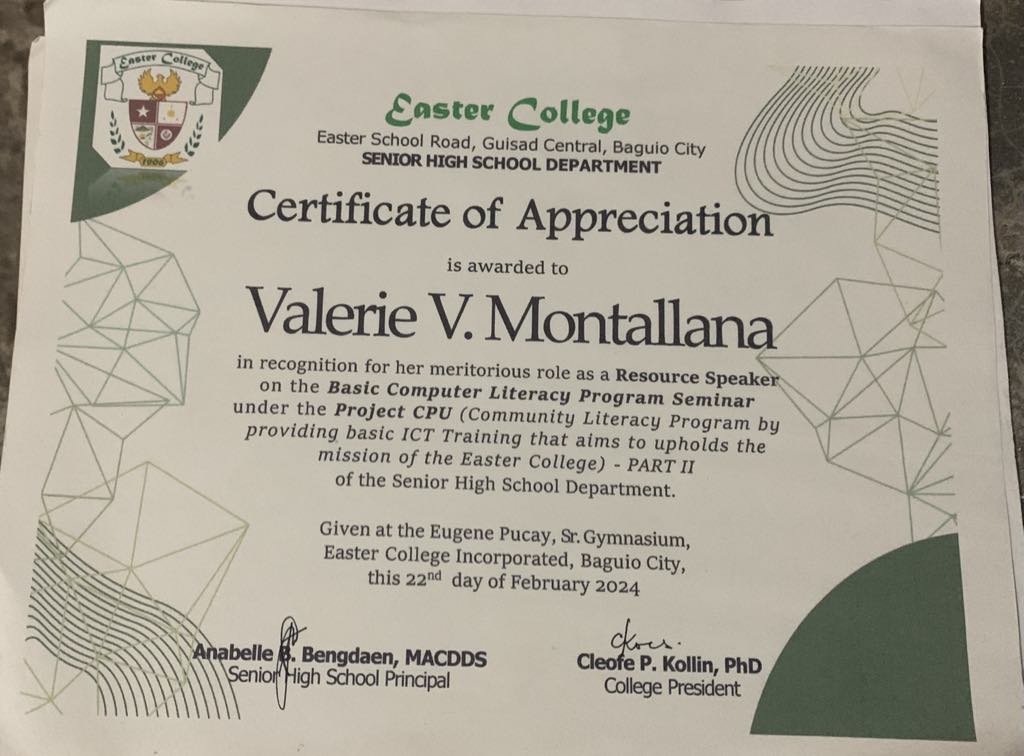 Easter College
1906
Easter College
Easter School Road, Guisad Central, Baguio City
SENIOR HIGH SCHOOL DEPARTMENT
Certificate of Appreciation
is awarded to
Valerie V. Montallana
in recognition for her meritorious role as a Resource Speaker
on the Basic Computer Literacy Program Seminar
under the Project CPU (Community Literacy Program by
providing basic ICT Training that aims to upholds the
mission of the Easter College) - PART II
of the Senior High School Department.
Given at the Eugene Pucay, Sr. Gymnasium,
Easter College Incorporated, Baguio City,
this 22nd day of February 2024
Anabelle B. Bengdaen, MACDDS
Senior High School Principal
Cleofe P. Kollin, PhD
College President